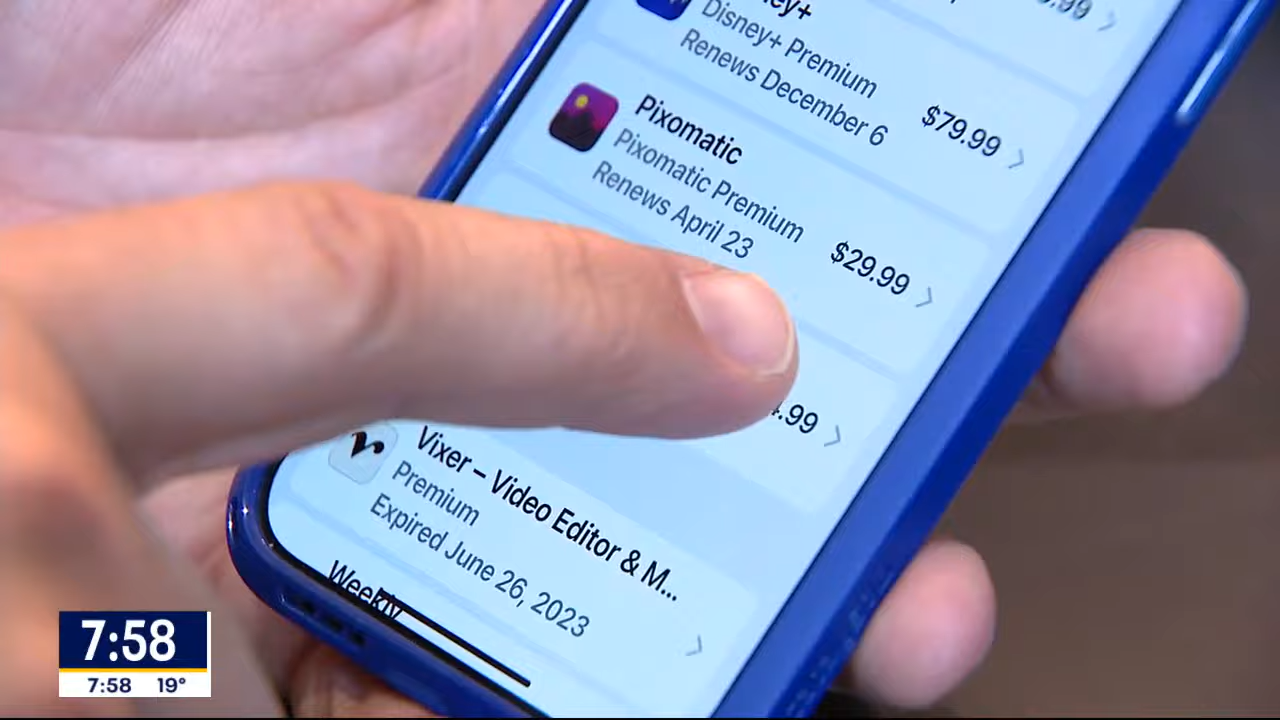 ney+
Disney+ Premium
Renews December 6
$79.99
Pixomatic
Pixomatic Premium
Renews April 23
$29.99
.99
Vixer – Video Editor & M...
Premium
Expired June 26, 2023
Weekly
7:58
7:58 19°